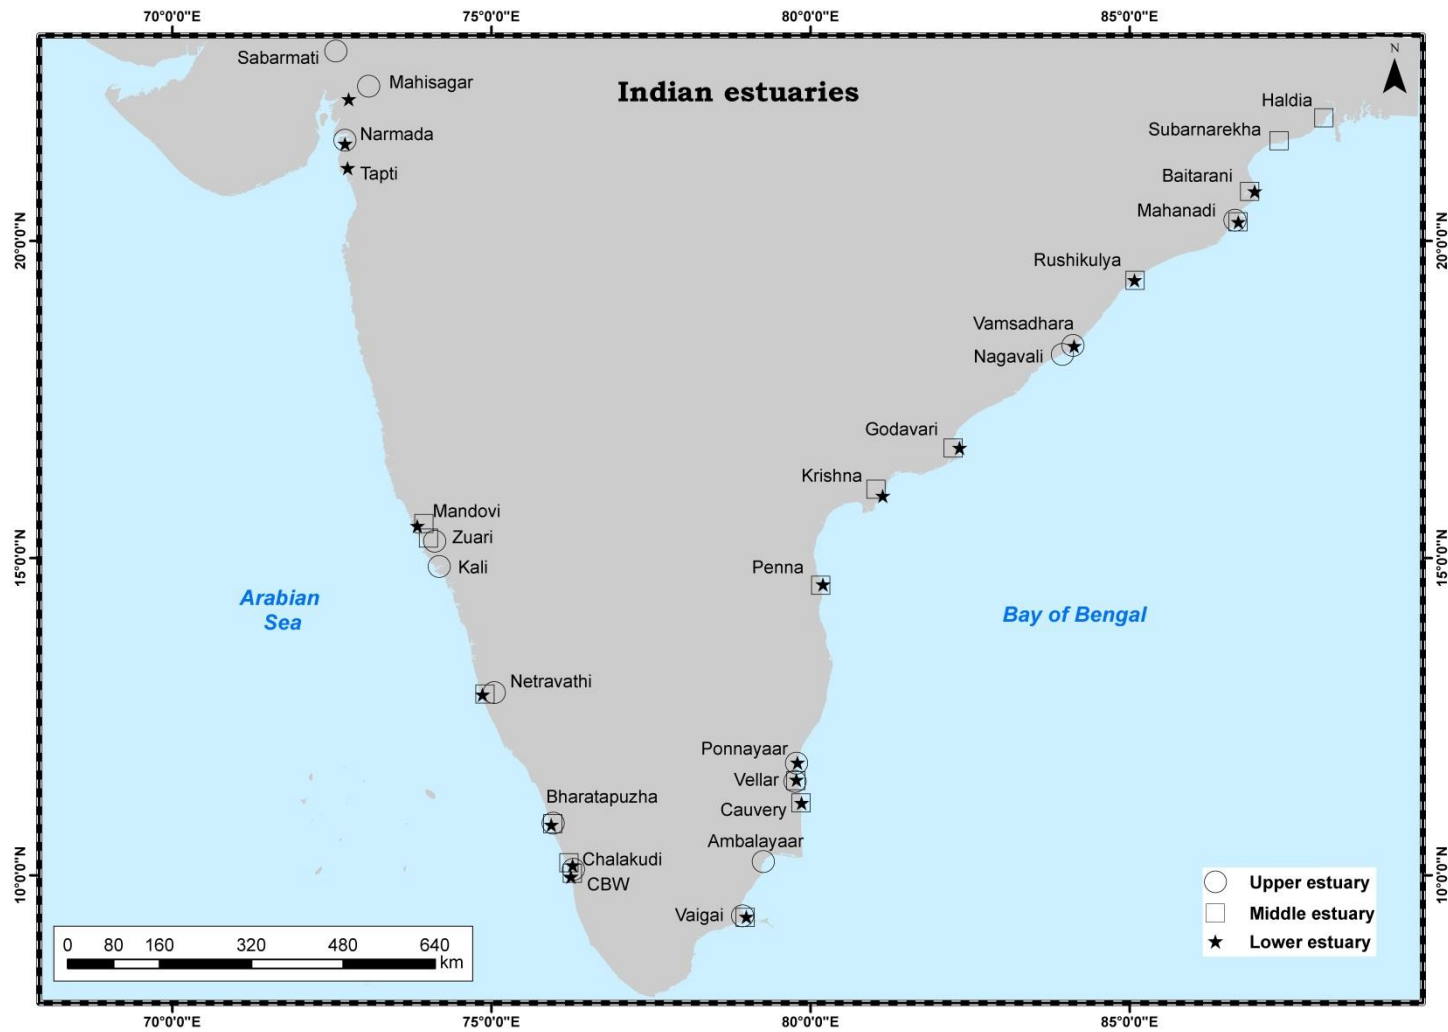 70°0'0"E 75°0'0"E 80°0'0"E 85°0'0"E
Indian estuaries
N
Sabarmati
Mahisagar
Narmada
Tapti
Haldia
Subarnarekha
Baitarani
Mahanadi
Rushikulya
Vamsadhara
Nagavali
Godavari
Krishna
Mandovi
Zuari
Kali
Penna
Arabian
Sea
Bay of Bengal
Netravathi
Ponnayaar
Vellar
Cauvery
Bharatapuzha
Ambalayaar
Chalakudi
CBW
Vaigai
20°0'0"N
15°0'0"N
10°0'0"N
20°0'0"N
15°0'0"N
10°0'0"N
Upper estuary
Middle estuary
Lower estuary
0 80 160 320 480 640
km
70°0'0"E 75°0'0"E 80°0'0"E 85°0'0"E